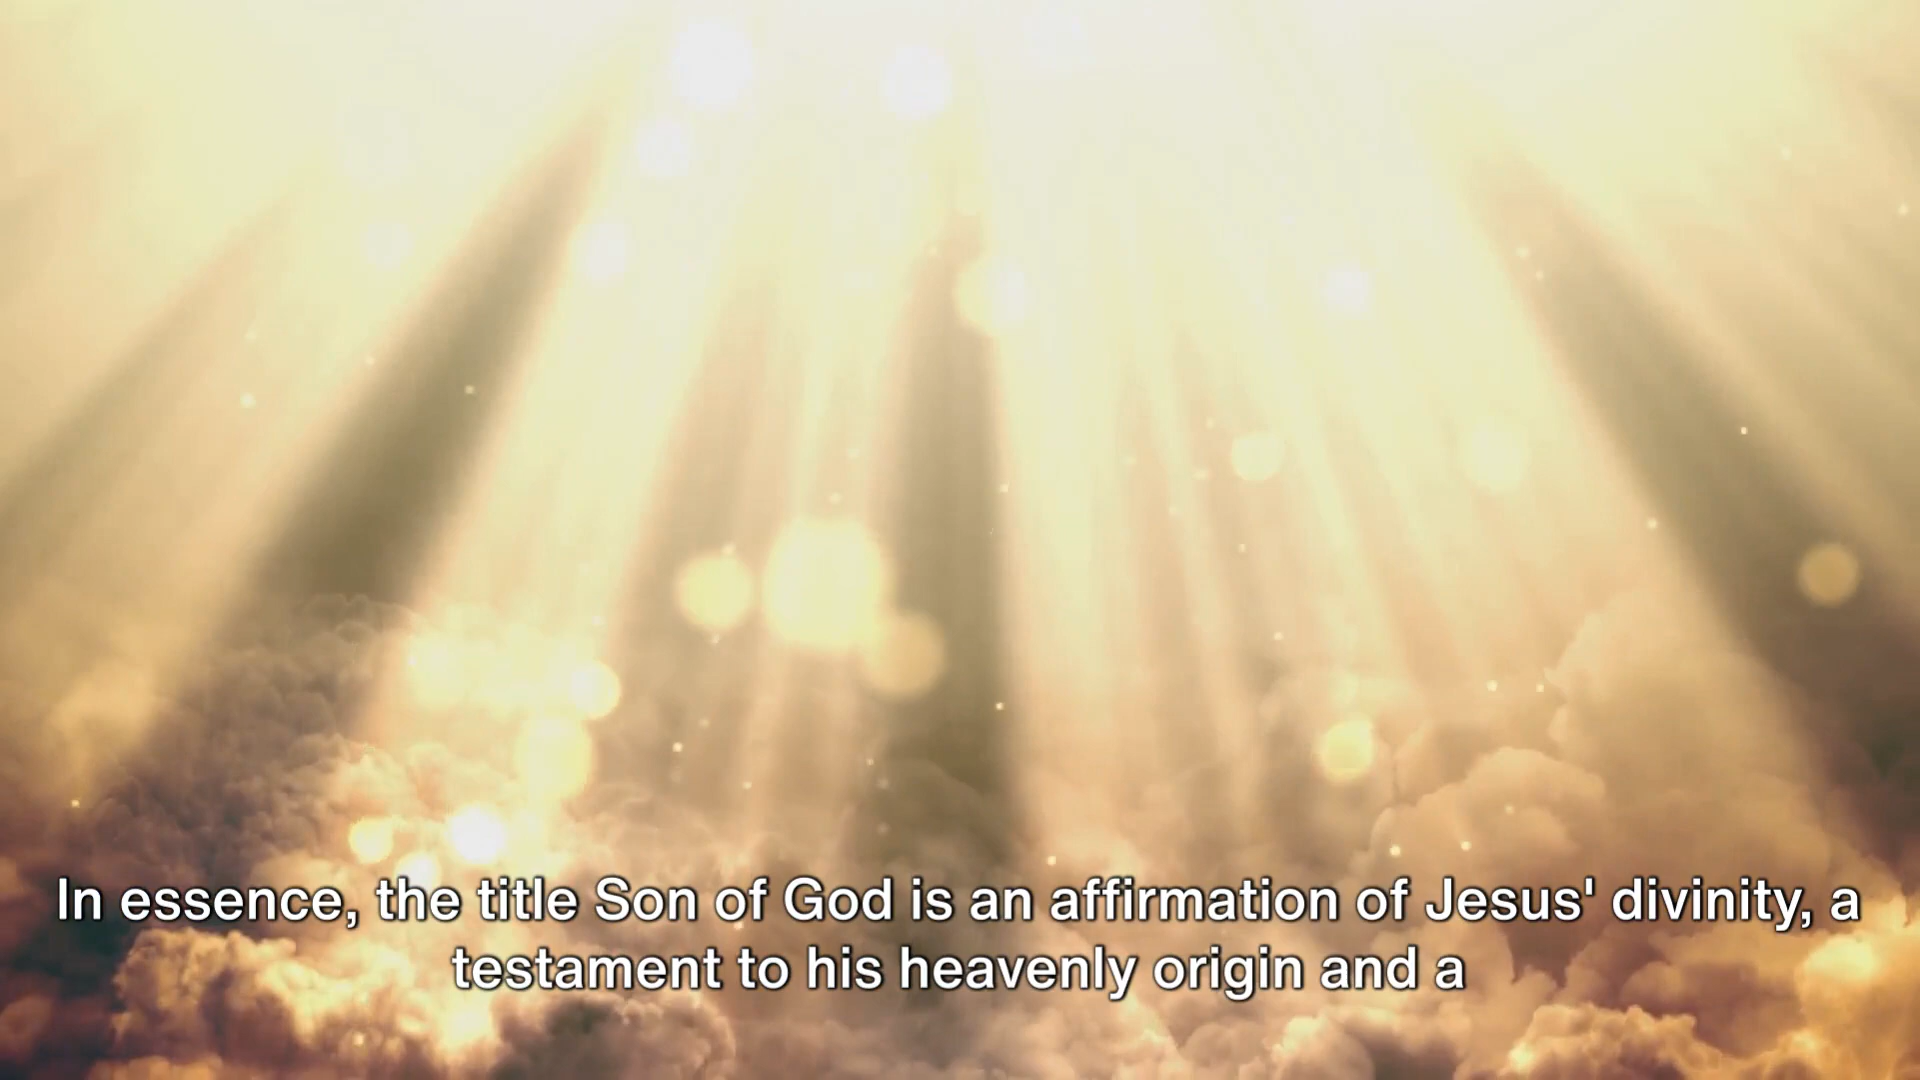 In essence, the title Son of God is an affirmation of Jesus' divinity, a
testament to his heavenly origin and a